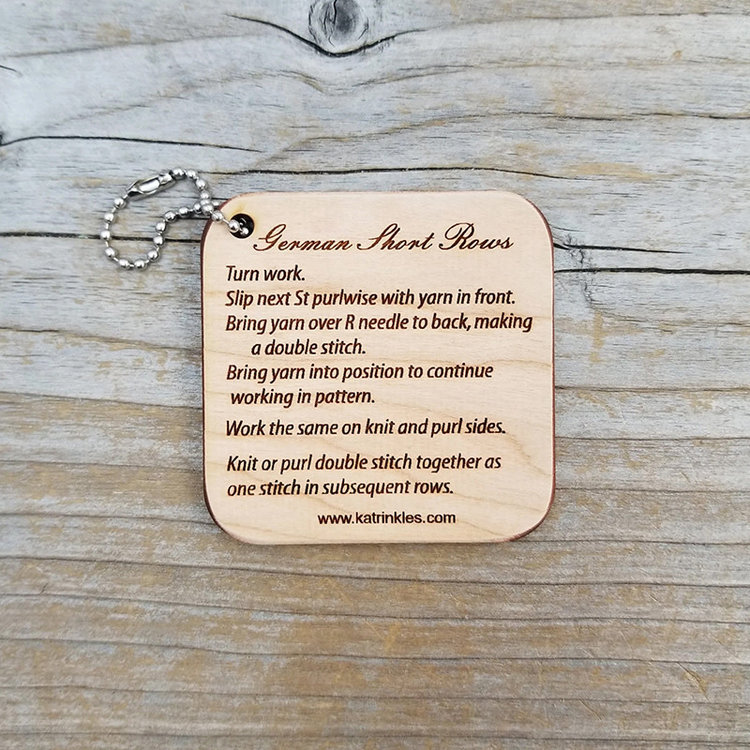 German Short Rows
Turn work.
Slip next St purlwise with yarn in front.
Bring yarn over R needle to back, making
a double stitch.
Bring yarn into position to continue
working in pattern.
Work the same on knit and purl sides.
Knit or purl double stitch together as
one stitch in subsequent rows.
www.katrinkles.com